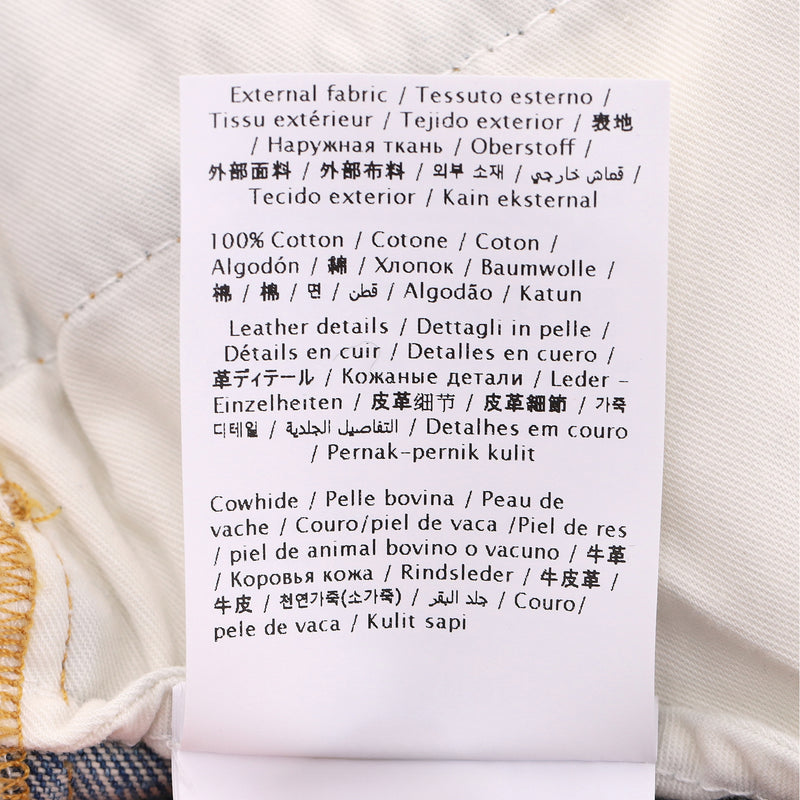 External fabric / Tessuto esterno /
Tissu extérieur / Tejido exterior / 表地
/ Наружная ткань / Oberstoff /
外部面料 / 外部布料 / 외부 소재 / قماش خارجي /
Tecido exterior / Kain eksternal
100% Cotton / Cotone / Coton /
Algodón / 綿 / Хлопок / Baumwolle /
棉 / 棉 / 면 / قطن / Algodão / Katun
Leather details / Dettagli in pelle /
Détails en cuir / Detalles en cuero /
革ディテール / Кожаные детали / Leder -
Einzelheiten / 皮革细节 / 皮革細節 / 가죽
디테일 / التفاصيل الجلدية / Detalhes em couro
/ Pernak-pernik kulit
Cowhide / Pelle bovina / Peau de
vache / Couro/piel de vaca /Piel de res
/ piel de animal bovino o vacuno / 牛革
/ Коровья кожа / Rindsleder / 牛皮革 /
牛皮 / 천연가죽(소가죽) / جلد البقر / Couro/
pele de vaca / Kulit sapi